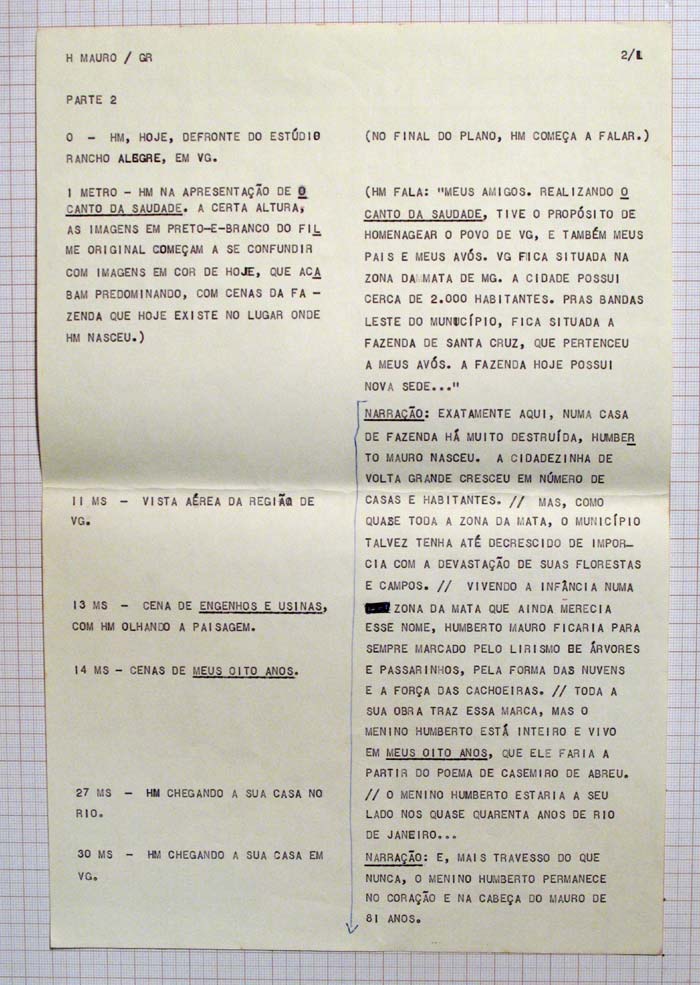 H MAURO / GR
2/L
PARTE 2
O - HM, HOJE, DEFRONTE DO ESTÚDIO
RANCHO ALEGRE, EM VG.
1 METRO - HM NA APRESENTAÇÃO DE O
CANTO DA SAUDADE. A CERTA ALTURA,
AS IMAGENS EM PRETO-E-BRANCO DO FIL
ME ORIGINAL COMEÇAM A SE CONFUNDIR
COM IMAGENS EM COR DE HOJE, QUE ACA
BAM PREDOMINANDO, COM CENAS DA FA -
ZENDA QUE HOJE EXISTE NO LUGAR ONDE
HM NASCEU.)
11 MS - VISTA AÉREA DA REGIÃO DE
VG.
13 MS - CENA DE ENGENHOS E USINAS,
COM HM OLHANDO A PAISAGEM.
14 MS - CENAS DE MEUS OITO ANOS.
27 MS - HM CHEGANDO A SUA CASA NO
RIO.
30 MS - HM CHEGANDO A SUA CASA EM
VG.
(NO FINAL DO PLANO, HM COMEÇA A FALAR.)
(HM FALA: "MEUS AMIGOS. REALIZANDO O
CANTO DA SAUDADE, TIVE O PROPÓSITO DE
HOMENAGEAR O POVO DE VG, E TAMBÉM MEUS
PAIS E MEUS AVÓS. VG FICA SITUADA NA
ZONA DA MATA DE MG. A CIDADE POSSUI
CERCA DE 2.000 HABITANTES. PRAS BANDAS
LESTE DO MUNUCÍPIO, FICA SITUADA A
FAZENDA DE SANTA CRUZ, QUE PERTENCEU
A MEUS AVÓS. A FAZENDA HOJE POSSUI
NOVA SEDE..."
NARRAÇÃO: EXATAMENTE AQUI, NUMA CASA
DE FAZENDA HÁ MUITO DESTRUÍDA, HUMBER
TO MAURO NASCEU. A CIDADEZINHA DE
VOLTA GRANDE CRESCEU EM NÚMERO DE
CASAS E HABITANTES. // MAS, COMO
QUASE TODA A ZONA DA MATA, O MUNICÍPIO
TALVEZ TENHA ATÉ DECRESCIDO DE IMPOR-
CIA COM A DEVASTAÇÃO DE SUAS FLORESTAS
E CAMPOS. // VIVENDO A INFÂNCIA NUMA
ZONA DA MATA QUE AINDA MERECIA
ESSE NOME, HUMBERTO MAURO FICARIA PARA
SEMPRE MARCADO PELO LIRISMO DE ÁRVORES
E PASSARINHOS, PELA FORMA DAS NUVENS
E A FORÇA DAS CACHOEIRAS. // TODA A
SUA OBRA TRAZ ESSA MARCA, MAS O
MENINO HUMBERTO ESTÁ INTEIRO E VIVO
EM MEUS OITO ANOS, QUE ELE FARIA A
PARTIR DO POEMA DE CASEMIRO DE ABREU.
// O MENINO HUMBERTO ESTARIA A SEU
LADO NOS QUASE QUARENTA ANOS DE RIO
DE JANEIRO...
NARRAÇÃO: E, MAIS TRAVESSO DO QUE
NUNCA, O MENINO HUMBERTO PERMANECE
NO CORAÇÃO E NA CABEÇA DO MAURO DE
81 ANOS.